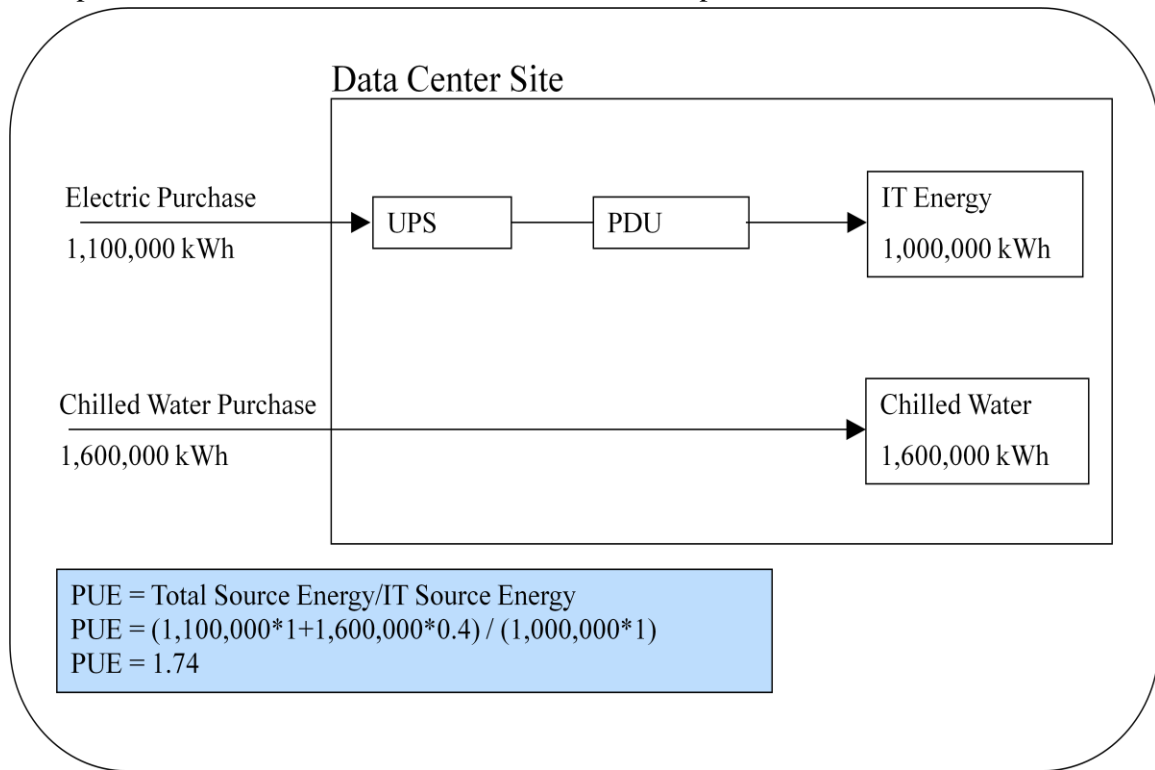 Data Center Site
Electric Purchase
1,100,000 kWh
UPS
PDU
IT Energy
1,000,000 kWh
Chilled Water Purchase
1,600,000 kWh
Chilled Water
1,600,000 kWh
PUE = Total Source Energy/IT Source Energy
PUE = (1,100,000*1+1,600,000*0.4) / (1,000,000*1)
PUE = 1.74